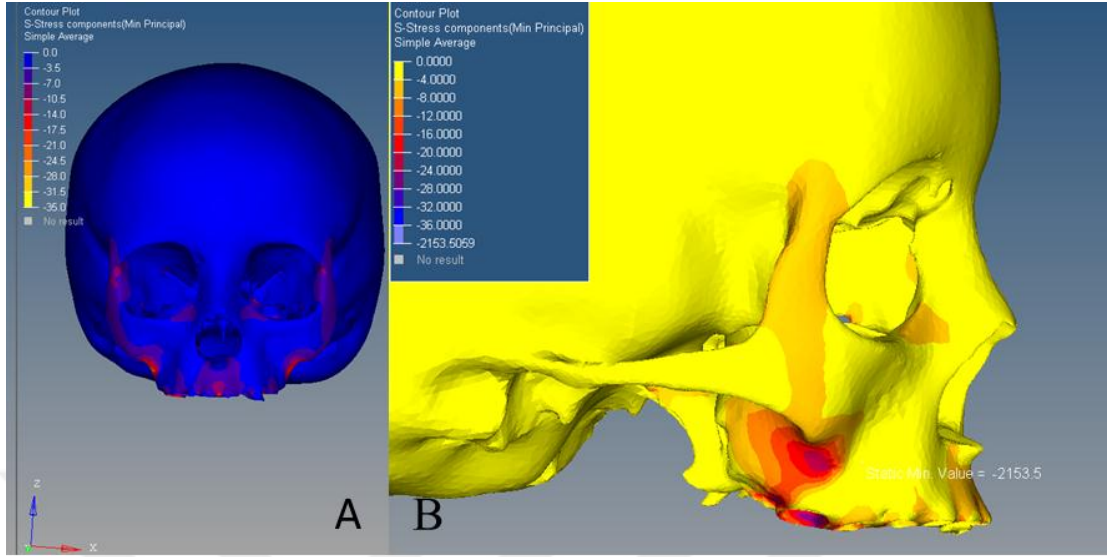 Contour Plot
S-Stress components(Min Principal)
Simple Average
0.0
-3.5
-7.0
-10.5
-14.0
-17.5
-21.0
-24.5
-28.0
-31.5
-35.0
No result
Z
X
A
Contour Plot
S-Stress components(Min Principal)
Simple Average
0.0000
-4.0000
-8.0000
-12.0000
-16.0000
-20.0000
-24.0000
-28.0000
-32.0000
-36.0000
-2153.5059
No result
Static Min. Value = -2153.5
B